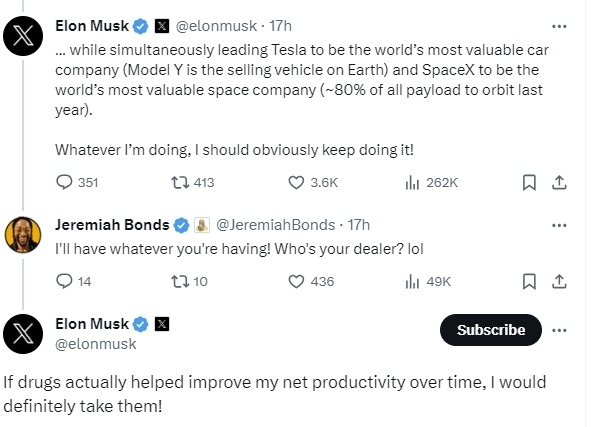 Elon Musk @elonmusk · 17h
... while simultaneously leading Tesla to be the world's most valuable car
company (Model Y is the selling vehicle on Earth) and SpaceX to be the
world's most valuable space company (~80% of all payload to orbit last
year).
Whatever I'm doing, I should obviously keep doing it!
351 413 3.6K 262K
Jeremiah Bonds @JeremiahBonds · 17h
I'll have whatever you're having! Who's your dealer? lol
14 10 436 49K
Elon Musk
Subscribe
@elonmusk
If drugs actually helped improve my net productivity over time, I would
definitely take them!